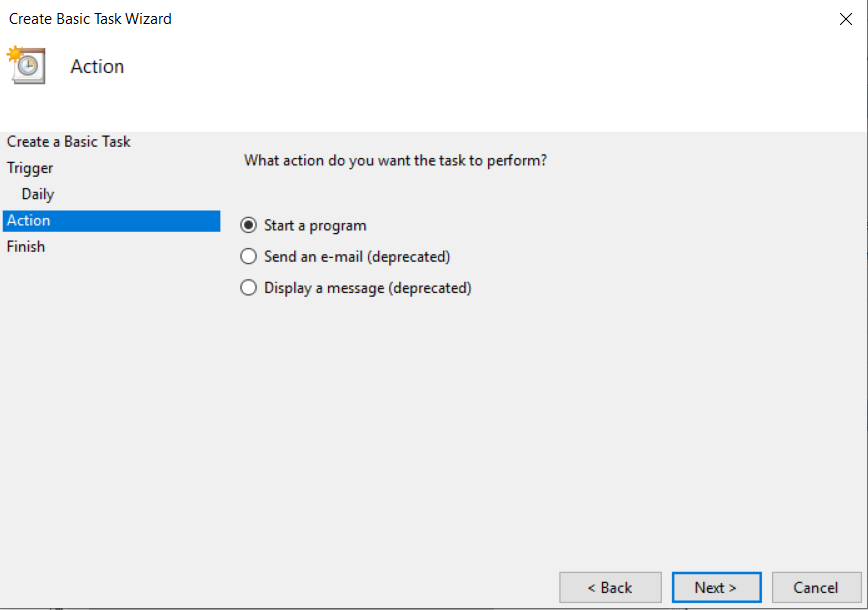 Create Basic Task Wizard
Action
Create a Basic Task
Trigger
Daily
Action
Finish
What action do you want the task to perform?
Start a program
Send an e-mail (deprecated)
Display a message (deprecated)
< Back
Next >
Cancel